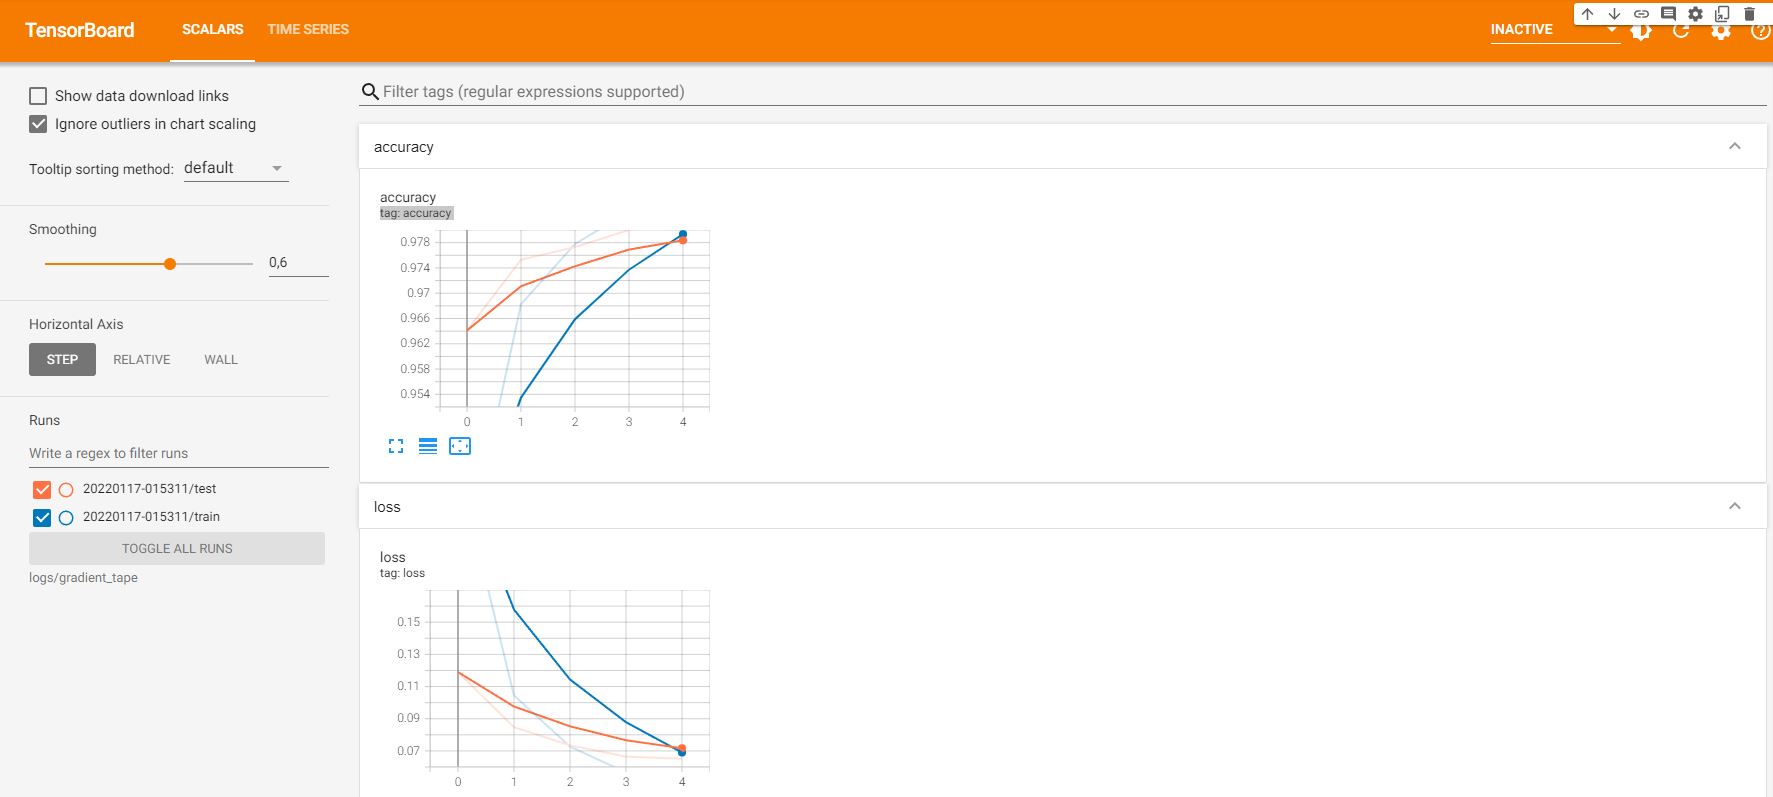 TensorBoard
SCALARS
TIME SERIES
INACTIVE
Show data download links
Ignore outliers in chart scaling
Tooltip sorting method: default
Smoothing
0,6
Horizontal Axis
STEP RELATIVE WALL
Runs
Write a regex to filter runs
20220117-015311/test
20220117-015311/train
TOGGLE ALL RUNS
logs/gradient_tape
Filter tags (regular expressions supported)
accuracy
accuracy
tag: accuracy
0.978
0.974
0.97
0.966
0.962
0.958
0.954
0 1 2 3 4
loss
loss
tag: loss
0.15
0.13
0.11
0.09
0.07
0 1 2 3 4